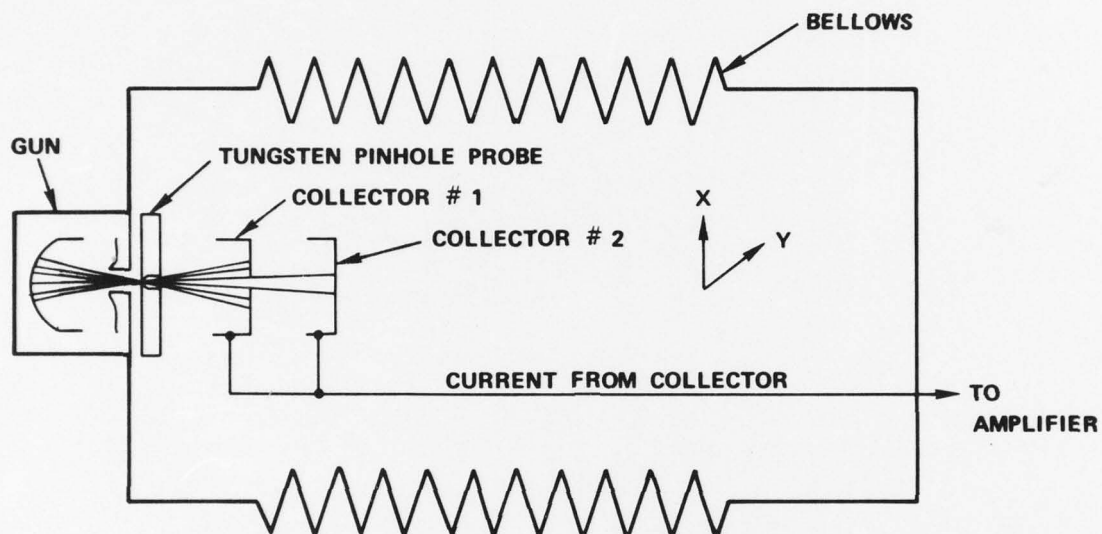 BELLOWS
GUN
TUNGSTEN PINHOLE PROBE
COLLECTOR # 1
COLLECTOR # 2
X
Y
CURRENT FROM COLLECTOR
TO
AMPLIFIER